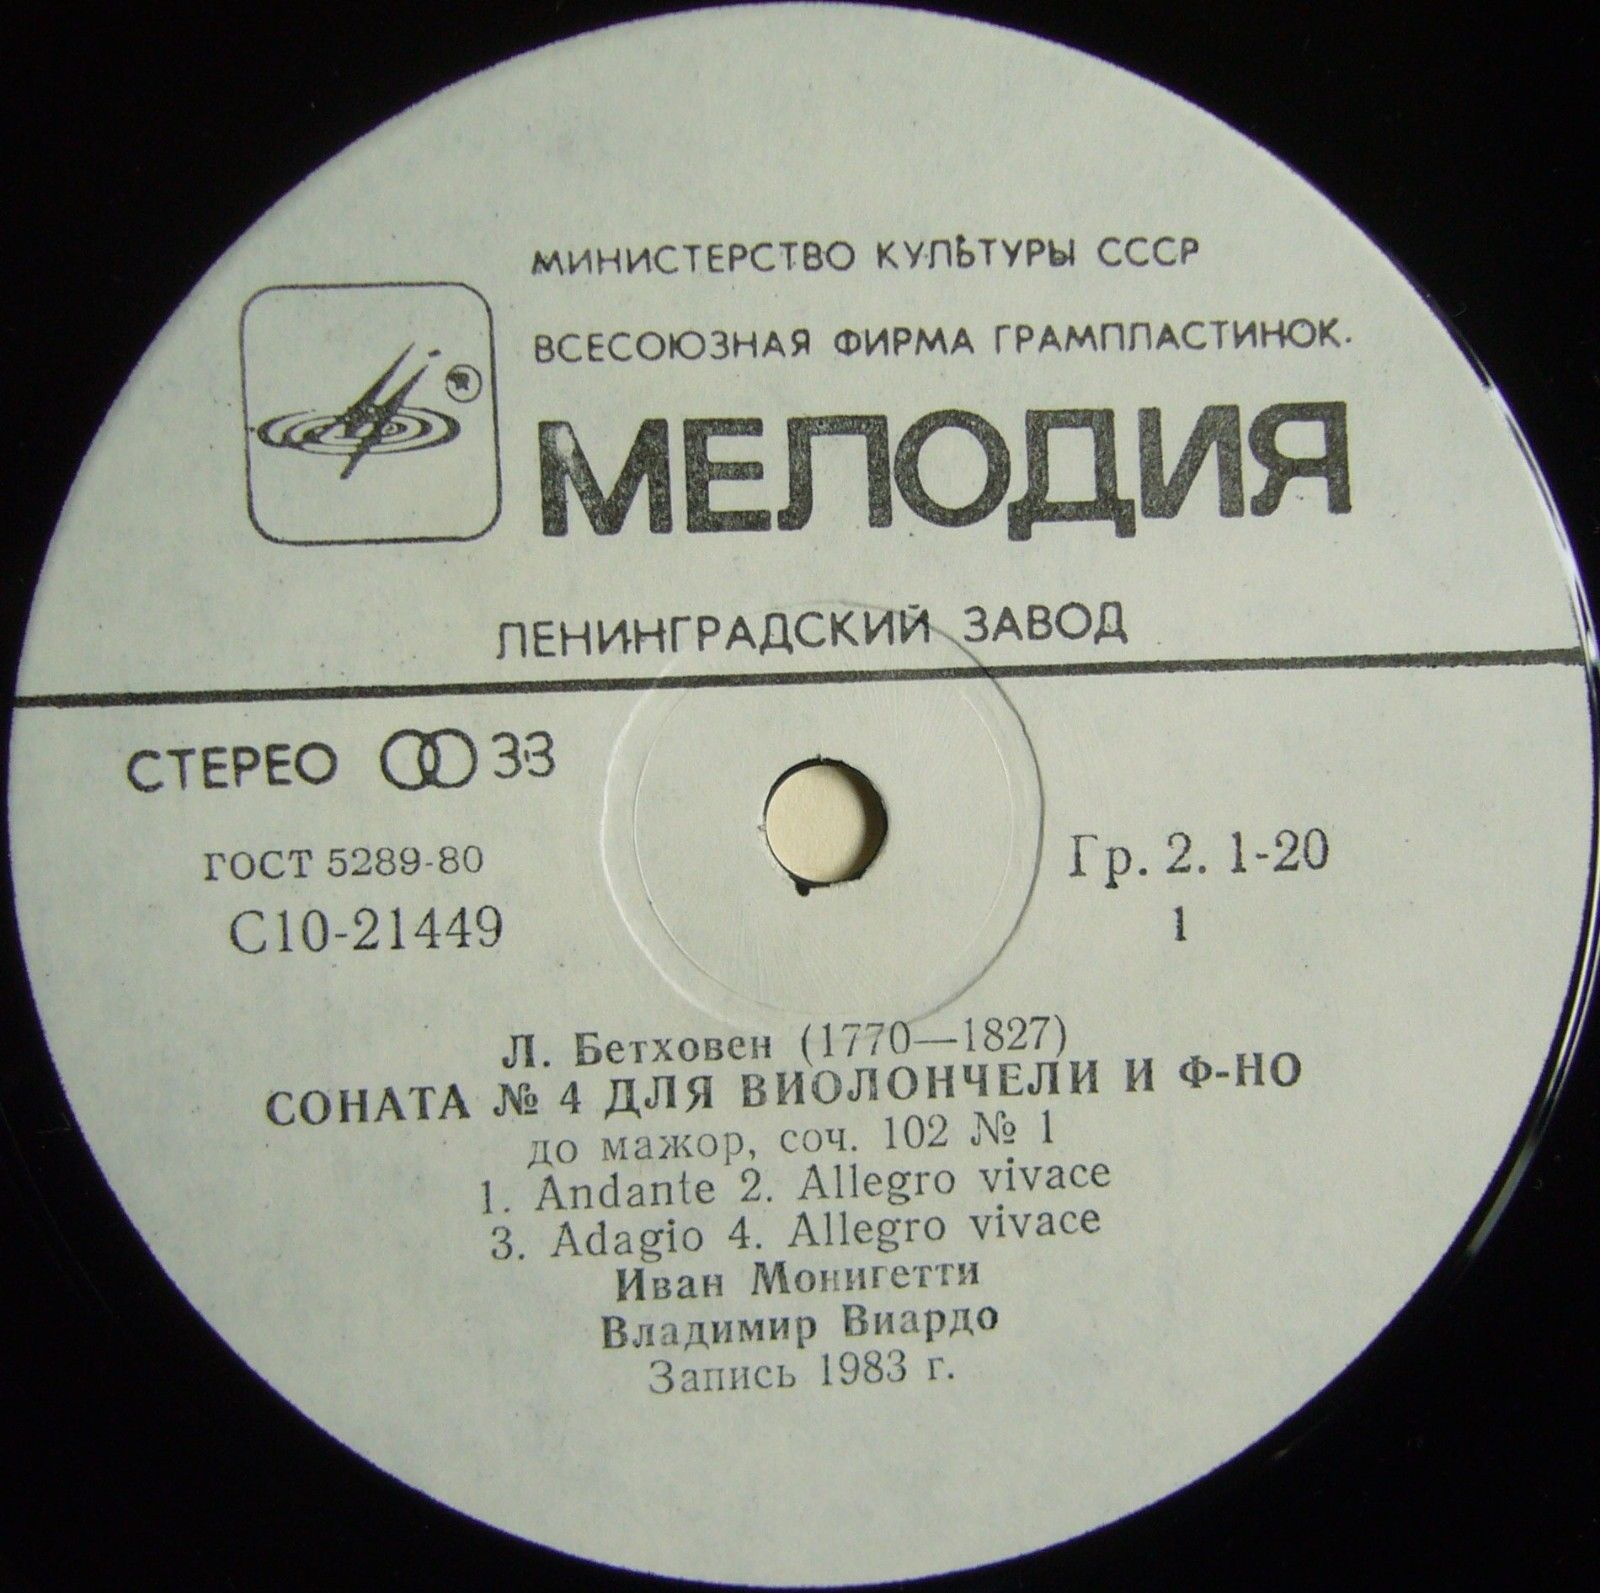 МИНИСТЕРСТВО КУЛЬТУРЫ СССР
ВСЕСОЮЗНАЯ ФИРМА ГРАМПЛАСТИНОК.
МЕЛОДИЯ
ЛЕНИНГРАДСКИЙ ЗАВОД
СТЕРЕО 33
ГОСТ 5289-80
Гр. 2. 1-20
С10-21449
1
Л. Бетховен (1770—1827)
СОНАТА № 4 ДЛЯ ВИОЛОНЧЕЛИ И Ф-НО
до мажор, соч. 102 № 1
1. Andante 2. Allegro vivace
3. Adagio 4. Allegro vivace
Иван Монигетти
Владимир Виардо
Запись 1983 г.